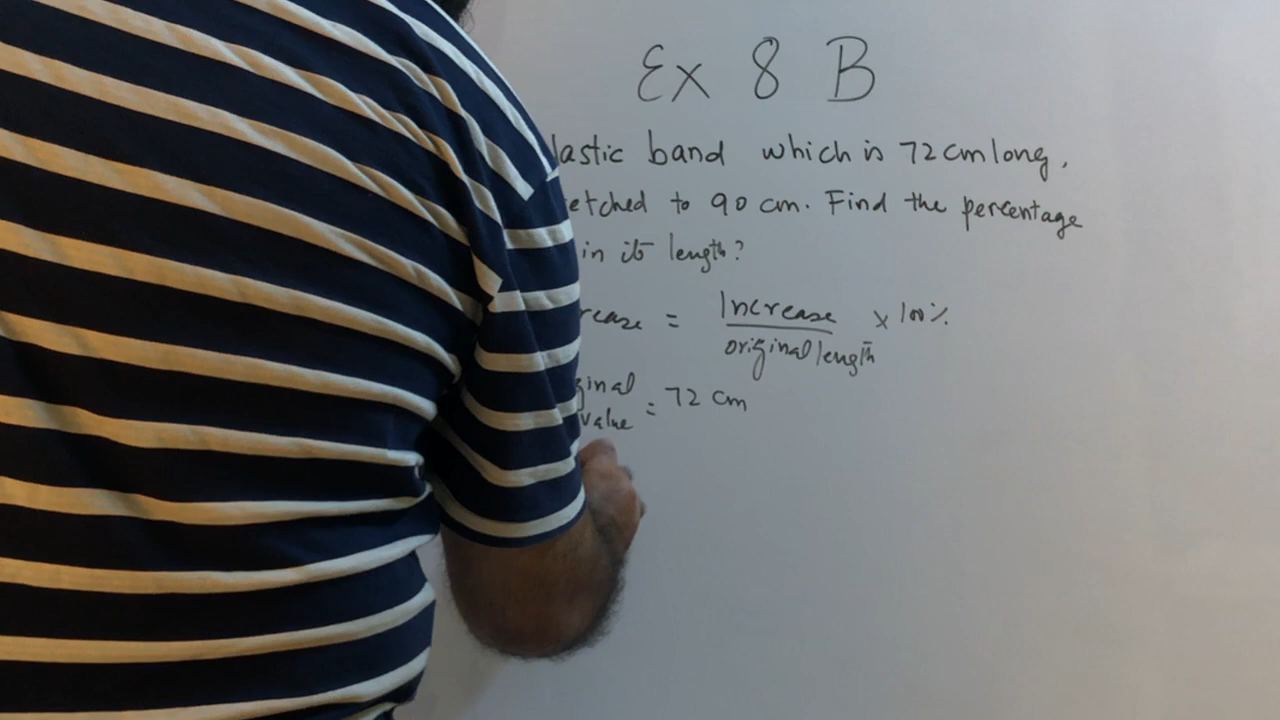 Ex 8 B
lastic band which is 72 cm long,
etched to 90 cm. Find the percentage
in its length?
rease = Increase × 100%
original length
ginal
value = 72 cm